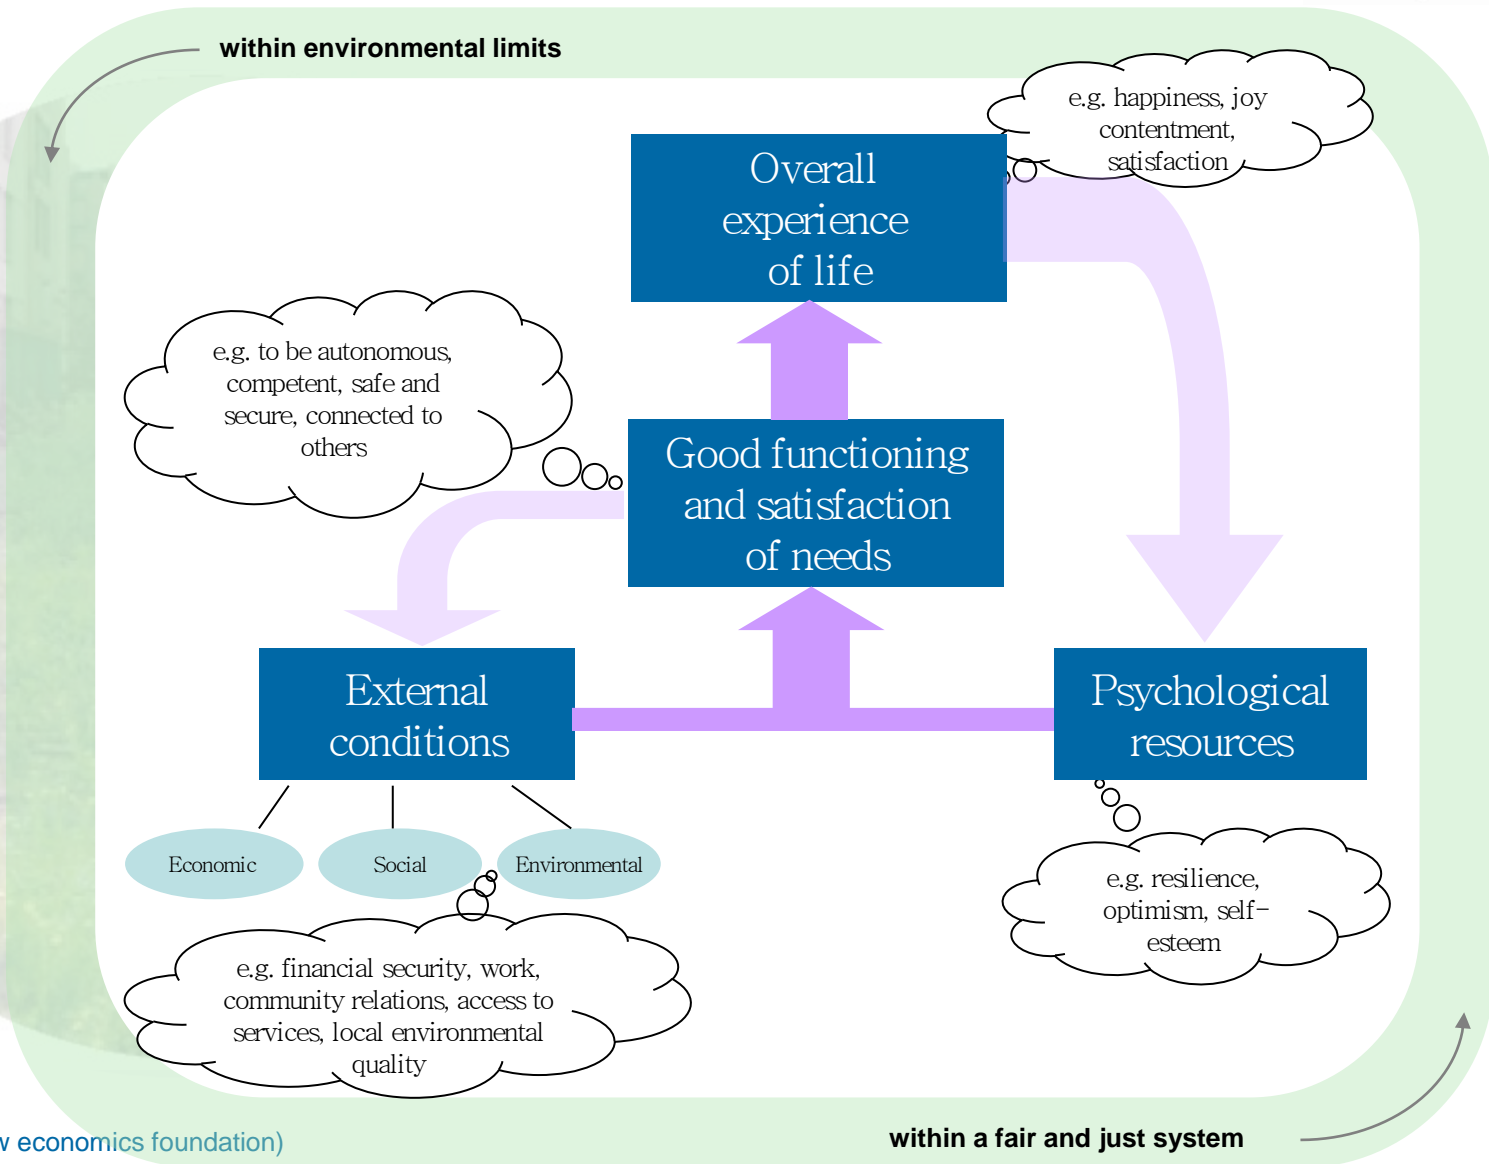 within environmental limits
e.g. happiness, joy
contentment,
satisfaction
Overall
experience
of life
e.g. to be autonomous,
competent, safe and
secure, connected to
others
Good functioning
and satisfaction
of needs
External
conditions
Psychological
resources
Economic
Social
Environmental
e.g. resilience,
optimism, self-
esteem
e.g. financial security, work,
community relations, access to
services, local environmental
quality
within a fair and just system
economics foundation)